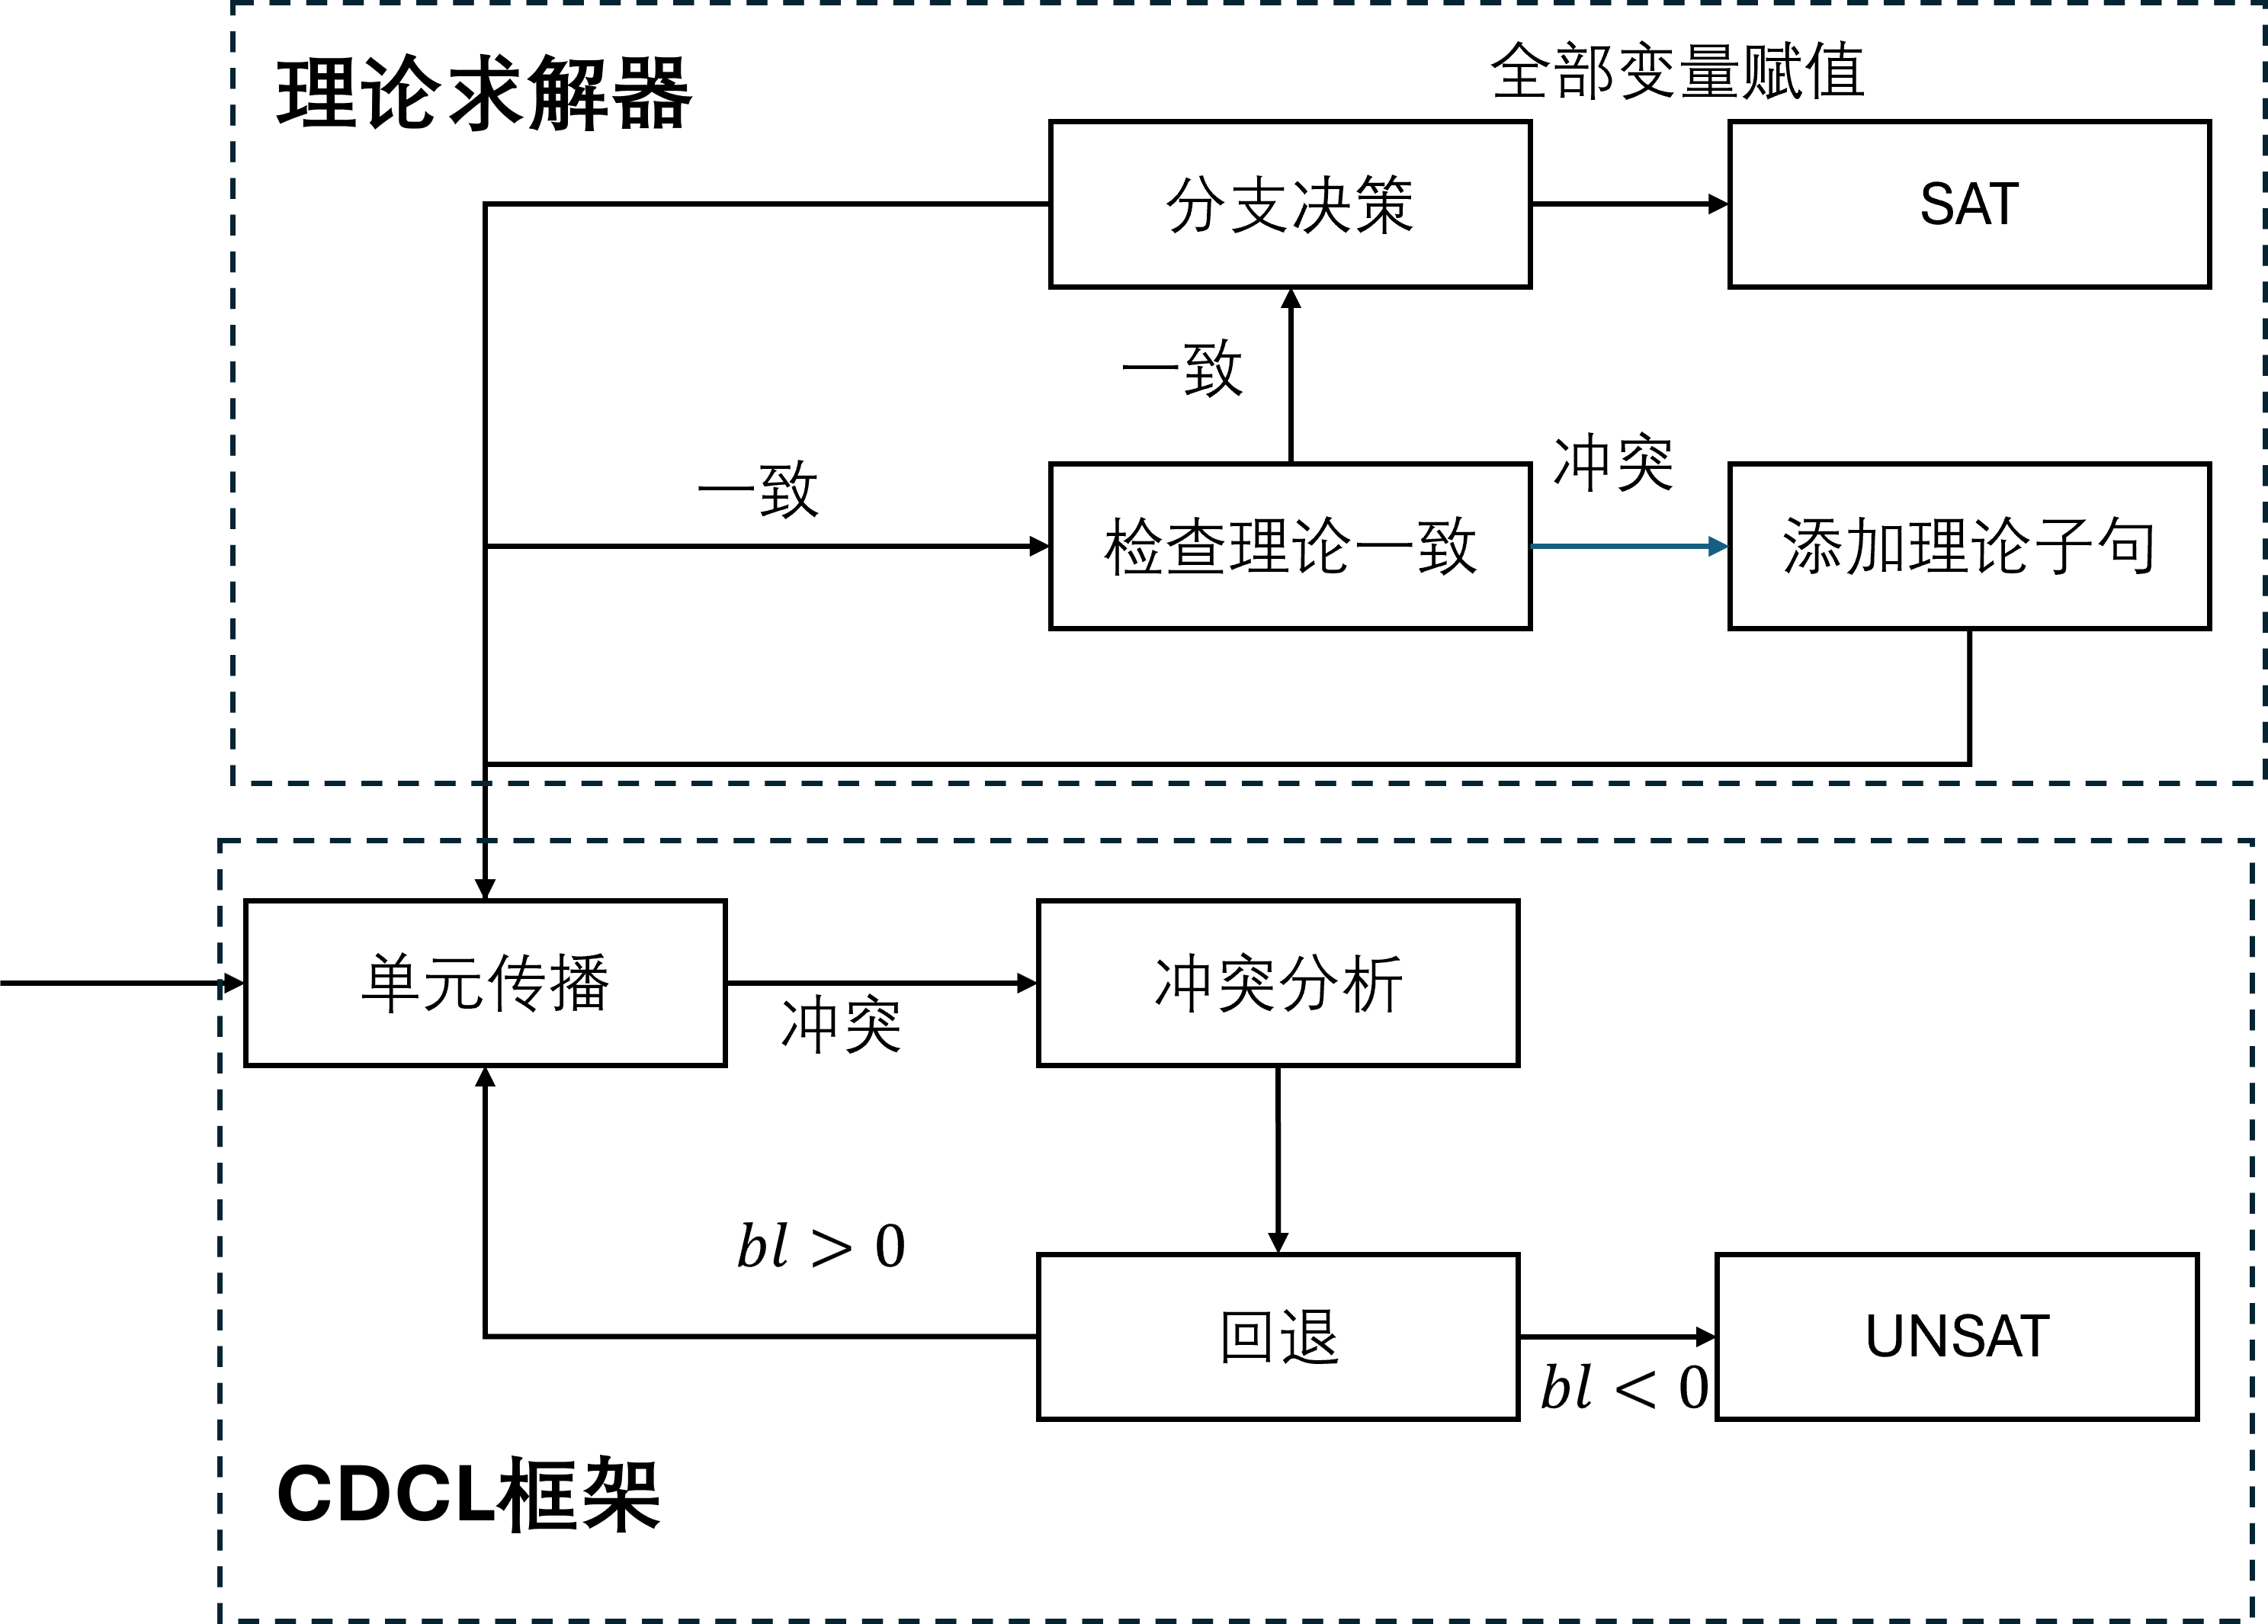 理论求解器
全部变量赋值
分支决策
SAT
一致
冲突
一致
检查理论一致
添加理论子句
单元传播
冲突
冲突分析
bl > 0
回退
UNSAT
bl < 0
CDCL框架